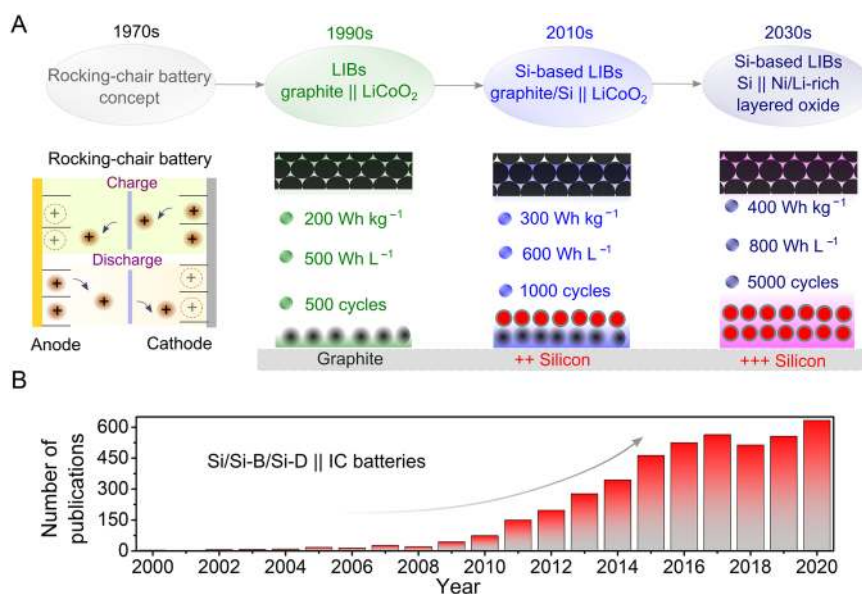 A
1970s
1990s
2010s
2030s
Rocking-chair battery
concept
LIBs
graphite || LiCoO₂
Si-based LIBs
graphite/Si || LiCoO₂
Si-based LIBs
Si || Ni/Li-rich
layered oxide
Rocking-chair battery
Charge
+
+
+
+
+
+
Discharge
+
+
+
+
+
+
Anode
Cathode
200 Wh kg⁻¹
500 Wh L⁻¹
500 cycles
Graphite
300 Wh kg⁻¹
600 Wh L⁻¹
1000 cycles
++ Silicon
400 Wh kg⁻¹
800 Wh L⁻¹
5000 cycles
+++ Silicon
B
Number of
publications
600
450
300
150
0
Si/Si-B/Si-D || IC batteries
2000
2002
2004
2006
2008
2010
2012
2014
2016
2018
2020
Year